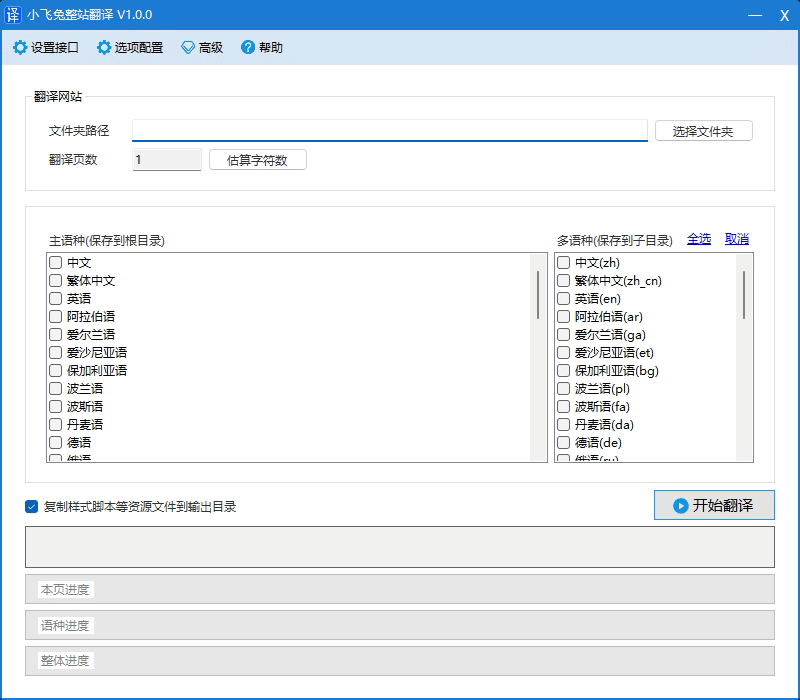 译 小飞兔整站翻译 V1.0.0
设置接口 选项配置 高级 帮助
翻译网站
文件夹路径 选择文件夹
翻译页数 1 估算字符数
主语种(保存到根目录)
中文
繁体中文
英语
阿拉伯语
爱尔兰语
爱沙尼亚语
保加利亚语
波兰语
波斯语
丹麦语
德语
俄语
多语种(保存到子目录) 全选 取消
中文(zh)
繁体中文(zh_cn)
英语(en)
阿拉伯语(ar)
爱尔兰语(ga)
爱沙尼亚语(et)
保加利亚语(bg)
波兰语(pl)
波斯语(fa)
丹麦语(da)
德语(de)
俄语(ru)
复制样式脚本等资源文件到输出目录
开始翻译
本页进度
语种进度
整体进度